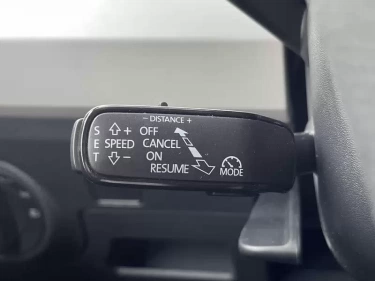 - DISTANCE +
S + OFF
E SPEED CANCEL
T - ON
RESUME MODE